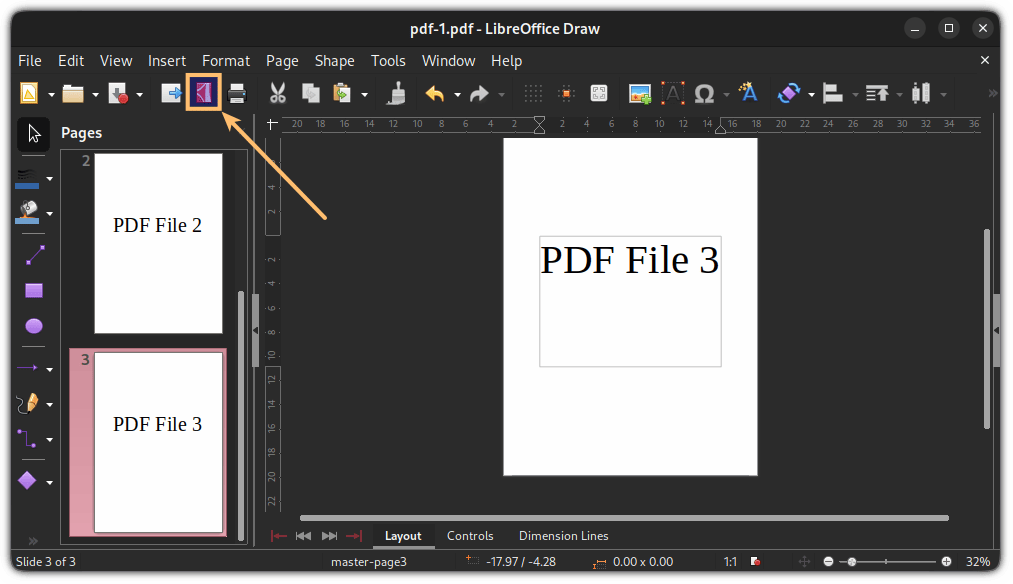 pdf-1.pdf - LibreOffice Draw
File Edit View Insert Format Page Shape Tools Window Help
Pages
20 18 16 14 12 10 8 6 4 2 2 4 6 8 10 12 14 16 18 20 22 24 26 28 30 32 34 36
2
PDF File 2
3
PDF File 3
4
2
2
4
6
8
10
12
14
16
18
20
22
PDF File 3
Layout Controls Dimension Lines
Slide 3 of 3 master-page3 -17.97 / -4.28 0.00 x 0.00 1:1 32%